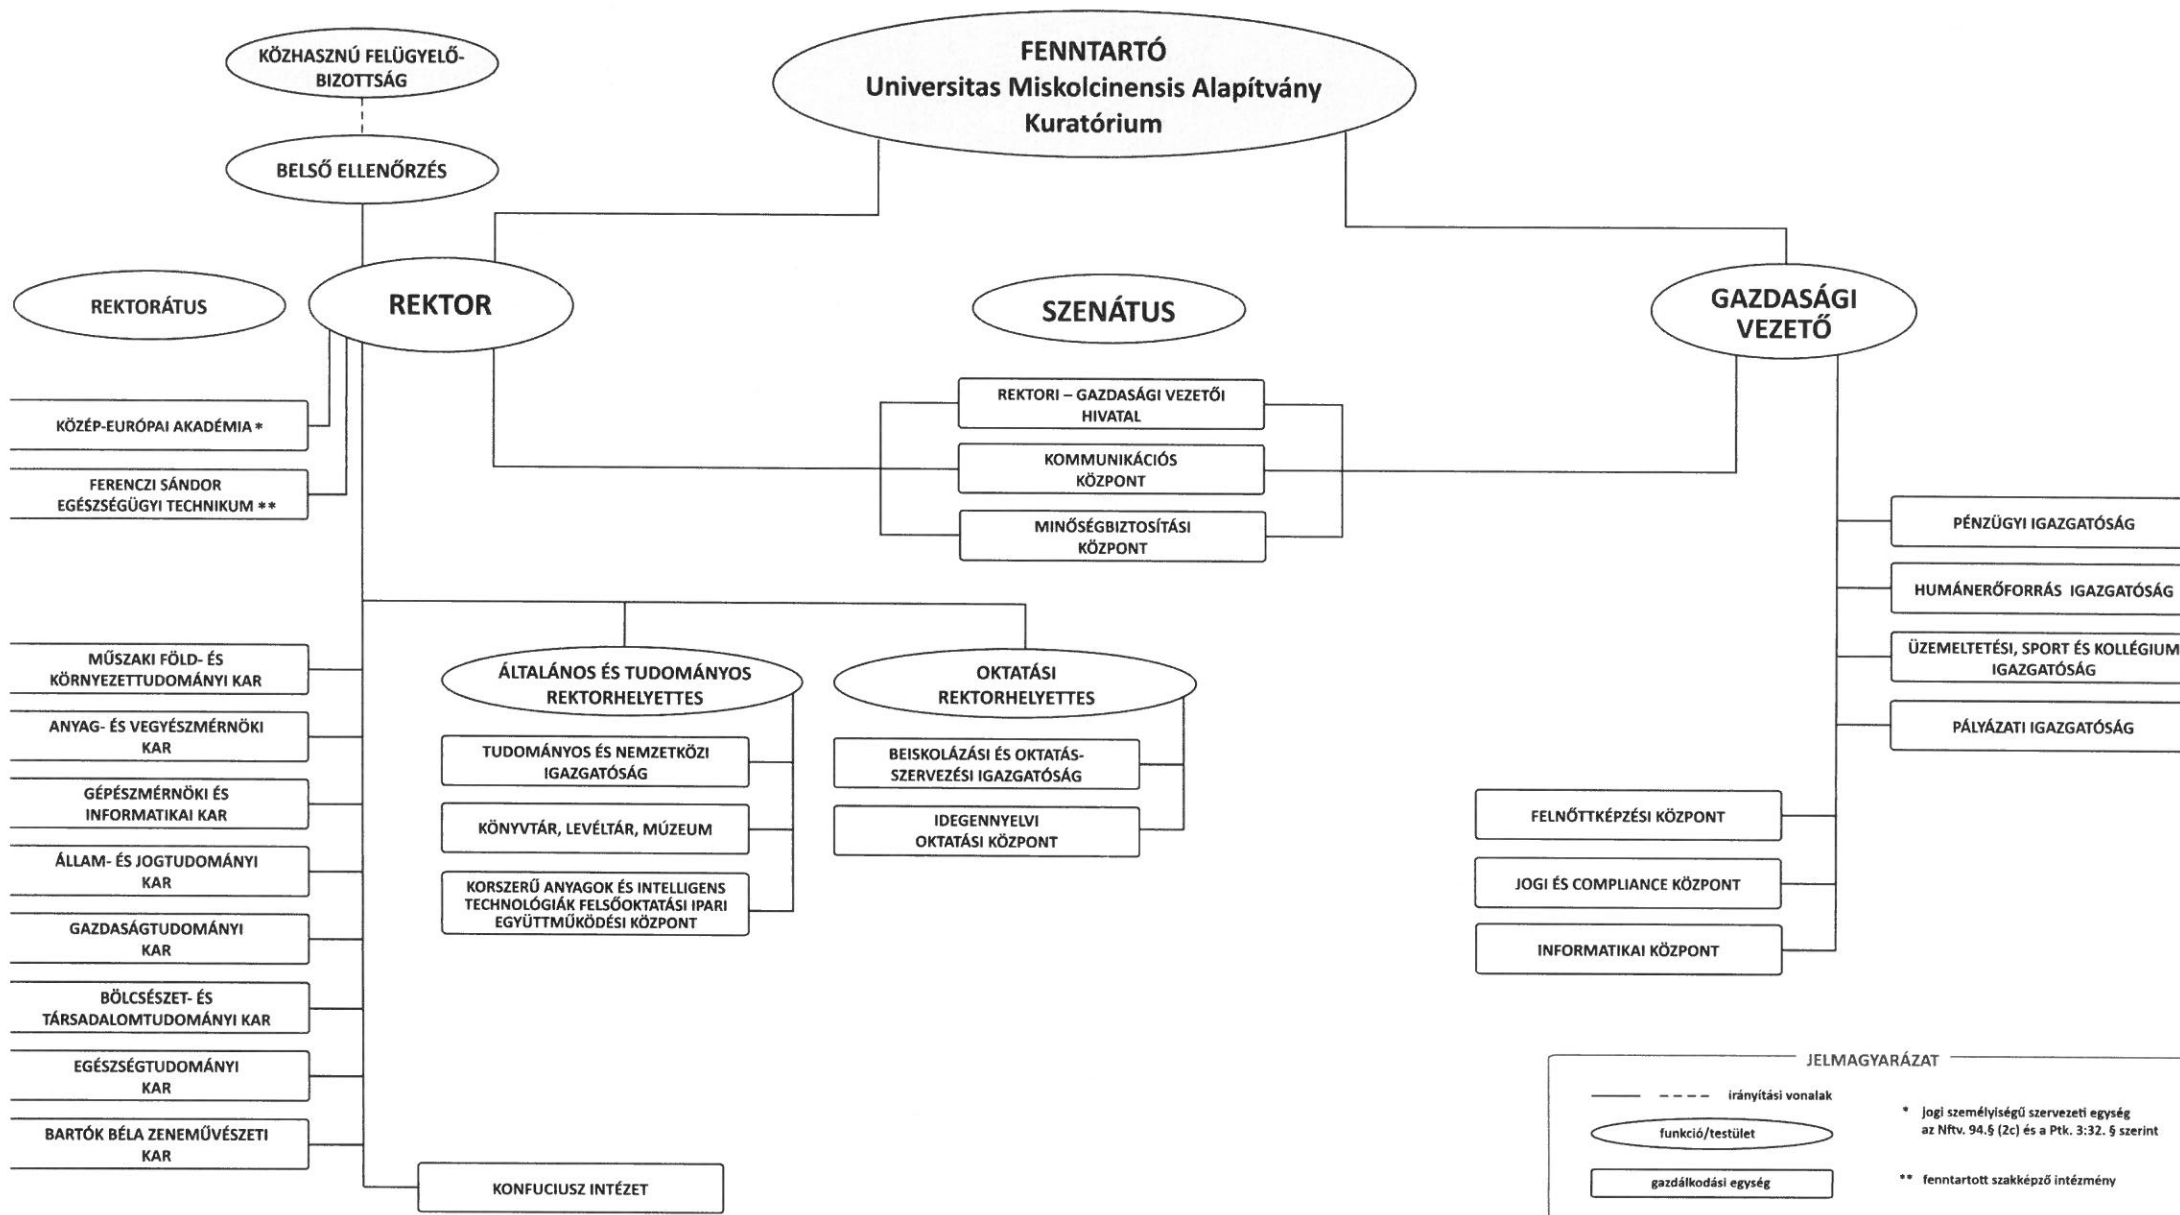 KÖZHASZNÚ FELÜGYELŐ-
BIZOTTSÁG
FENNTARTÓ
Universitas Miskolcinensis Alapítvány
Kuratórium
BELSŐ ELLENŐRZÉS
REKTORÁTUS
REKTOR
SZENÁTUS
GAZDASÁGI
VEZETŐ
KÖZÉP-EURÓPAI AKADÉMIA *
FERENCZI SÁNDOR
EGÉSZSÉGÜGYI TECHNIKUM **
REKTORI – GAZDASÁGI VEZETŐI
HIVATAL
KOMMUNIKÁCIÓS
KÖZPONT
MINŐSÉGBIZTOSÍTÁSI
KÖZPONT
PÉNZÜGYI IGAZGATÓSÁG
HUMÁNERŐFORRÁS IGAZGATÓSÁG
ÜZEMELTETÉSI, SPORT ÉS KOLLÉGIUM
IGAZGATÓSÁG
PÁLYÁZATI IGAZGATÓSÁG
MŰSZAKI FÖLD- ÉS
KÖRNYEZETTUDOMÁNYI KAR
ANYAG- ÉS VEGYÉSZMÉRNÖKI
KAR
GÉPÉSZMÉRNÖKI ÉS
INFORMATIKAI KAR
ÁLLAM- ÉS JOGTUDOMÁNYI
KAR
GAZDASÁGTUDOMÁNYI
KAR
BÖLCSÉSZET- ÉS
TÁRSADALOMTUDOMÁNYI KAR
EGÉSZSÉGTUDOMÁNYI
KAR
BARTÓK BÉLA ZENEMŰVÉSZETI
KAR
ÁLTALÁNOS ÉS TUDOMÁNYOS
REKTORHELYETTES
TUDOMÁNYOS ÉS NEMZETKÖZI
IGAZGATÓSÁG
KÖNYVTÁR, LEVÉLTÁR, MÚZEUM
KORSZERŰ ANYAGOK ÉS INTELLIGENS
TECHNOLÓGIÁK FELSŐOKTATÁSI IPARI
EGYÜTTMŰKÖDÉSI KÖZPONT
OKTATÁSI
REKTORHELYETTES
BEISKOLÁZÁSI ÉS OKTATÁS-
SZERVEZÉSI IGAZGATÓSÁG
IDEGENNYELVI
OKTATÁSI KÖZPONT
FELNŐTTKÉPZÉSI KÖZPONT
JOGI ÉS COMPLIANCE KÖZPONT
INFORMATIKAI KÖZPONT
KONFUCIUSZ INTÉZET
JELMAGYARÁZAT
irányítási vonalak
funkció/testület
gazdálkodási egység
* jogi személyiségű szervezeti egység
az Nftv. 94.§ (2c) és a Ptk. 3:32. § szerint
** fenntartott szakképző intézmény